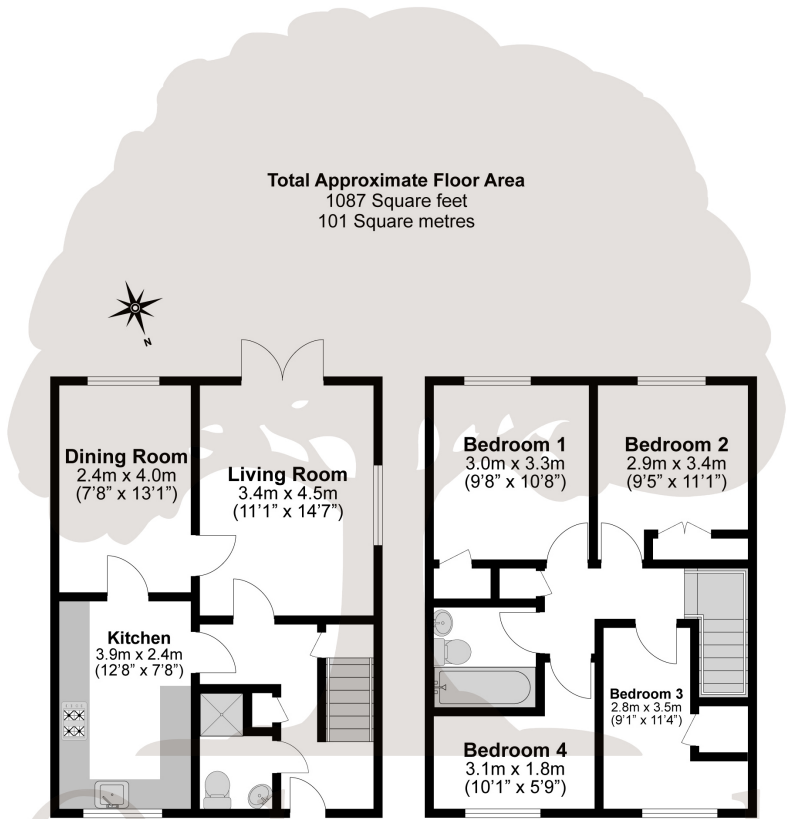 Total Approximate Floor Area
1087 Square feet
101 Square metres
N
Dining Room
2.4m x 4.0m
(7'8" x 13'1")
Living Room
3.4m x 4.5m
(11'1" x 14'7")
Kitchen
3.9m x 2.4m
(12'8" x 7'8")
Bedroom 1
3.0m x 3.3m
(9'8" x 10'8")
Bedroom 2
2.9m x 3.4m
(9'5" x 11'1")
Bedroom 3
2.8m x 3.5m
(9'1" x 11'4")
Bedroom 4
3.1m x 1.8m
(10'1" x 5'9")